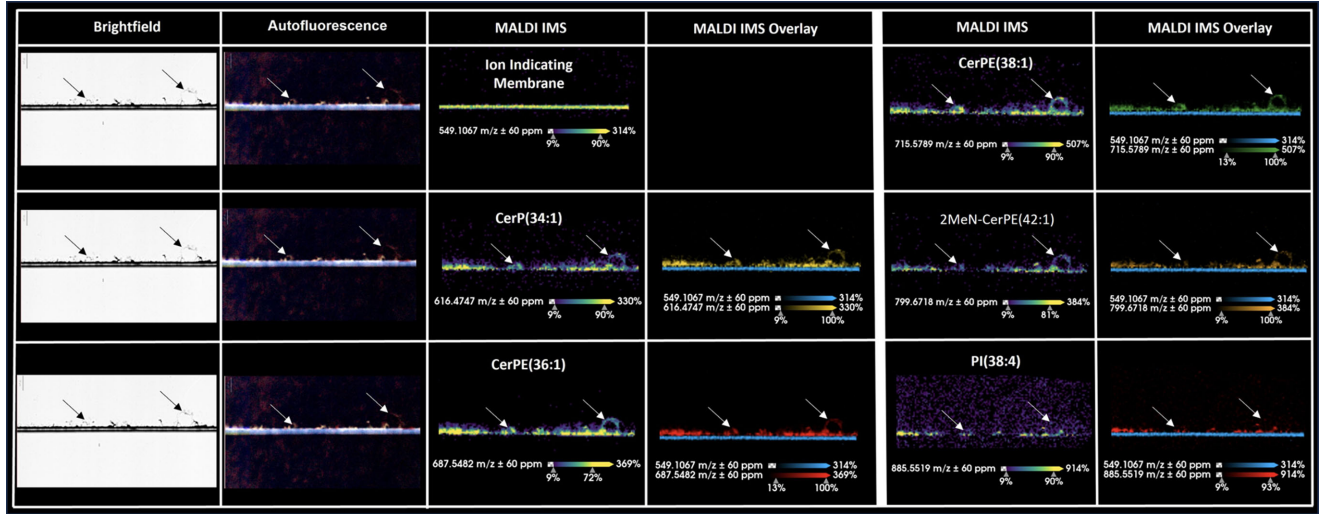 Brightfield
Autofluorescence
MALDI IMS
MALDI IMS Overlay
MALDI IMS
MALDI IMS Overlay
Ion Indicating
Membrane
549.1067 m/z ± 60 ppm 314%
9% 90%
CerPE(38:1)
715.5789 m/z ± 60 ppm 507%
9% 90%
549.1067 m/z ± 60 ppm 314%
715.5789 m/z ± 60 ppm 507%
13% 100%
CerP(34:1)
616.4747 m/z ± 60 ppm 330%
9% 90%
549.1067 m/z ± 60 ppm 314%
616.4747 m/z ± 60 ppm 330%
9% 100%
2MeN-CerPE(42:1)
799.6718 m/z ± 60 ppm 384%
9% 81%
549.1067 m/z ± 60 ppm 314%
799.6718 m/z ± 60 ppm 384%
9% 100%
CerPE(36:1)
687.5482 m/z ± 60 ppm 369%
9% 72%
549.1067 m/z ± 60 ppm 314%
687.5482 m/z ± 60 ppm 369%
13% 100%
PI(38:4)
885.5519 m/z ± 60 ppm 914%
9% 90%
549.1067 m/z ± 60 ppm 314%
885.5519 m/z ± 60 ppm 914%
9% 93%